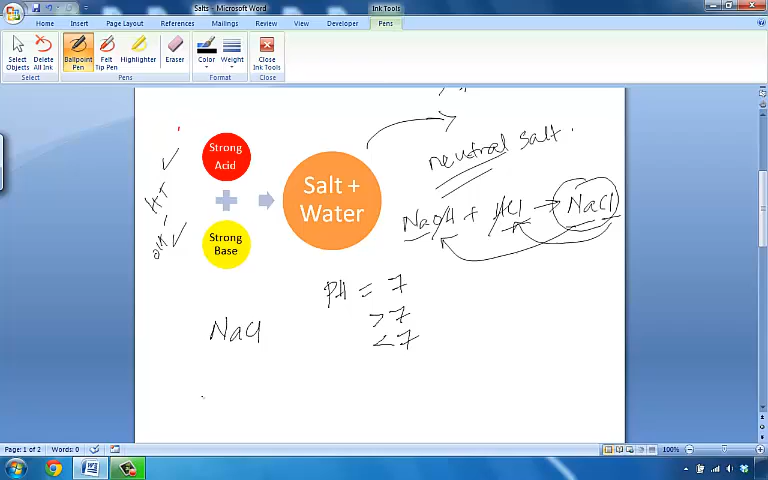 Salts - Microsoft Word
Ink Tools
Home Insert Page Layout References Mailings Review View Developer Pens
Select Objects
Delete All Ink
Ballpoint Pen
Felt Tip Pen
Highlighter
Eraser
Color
Weight
Close Ink Tools
Select Pens Format Close
Strong Acid
Strong Base
Salt + Water
H+
OH-
neutral salt.
NaOH + HCl → NaCl
PH = 7
>7
<7
NaCl
Page: 1 of 2 Words: 0
100%